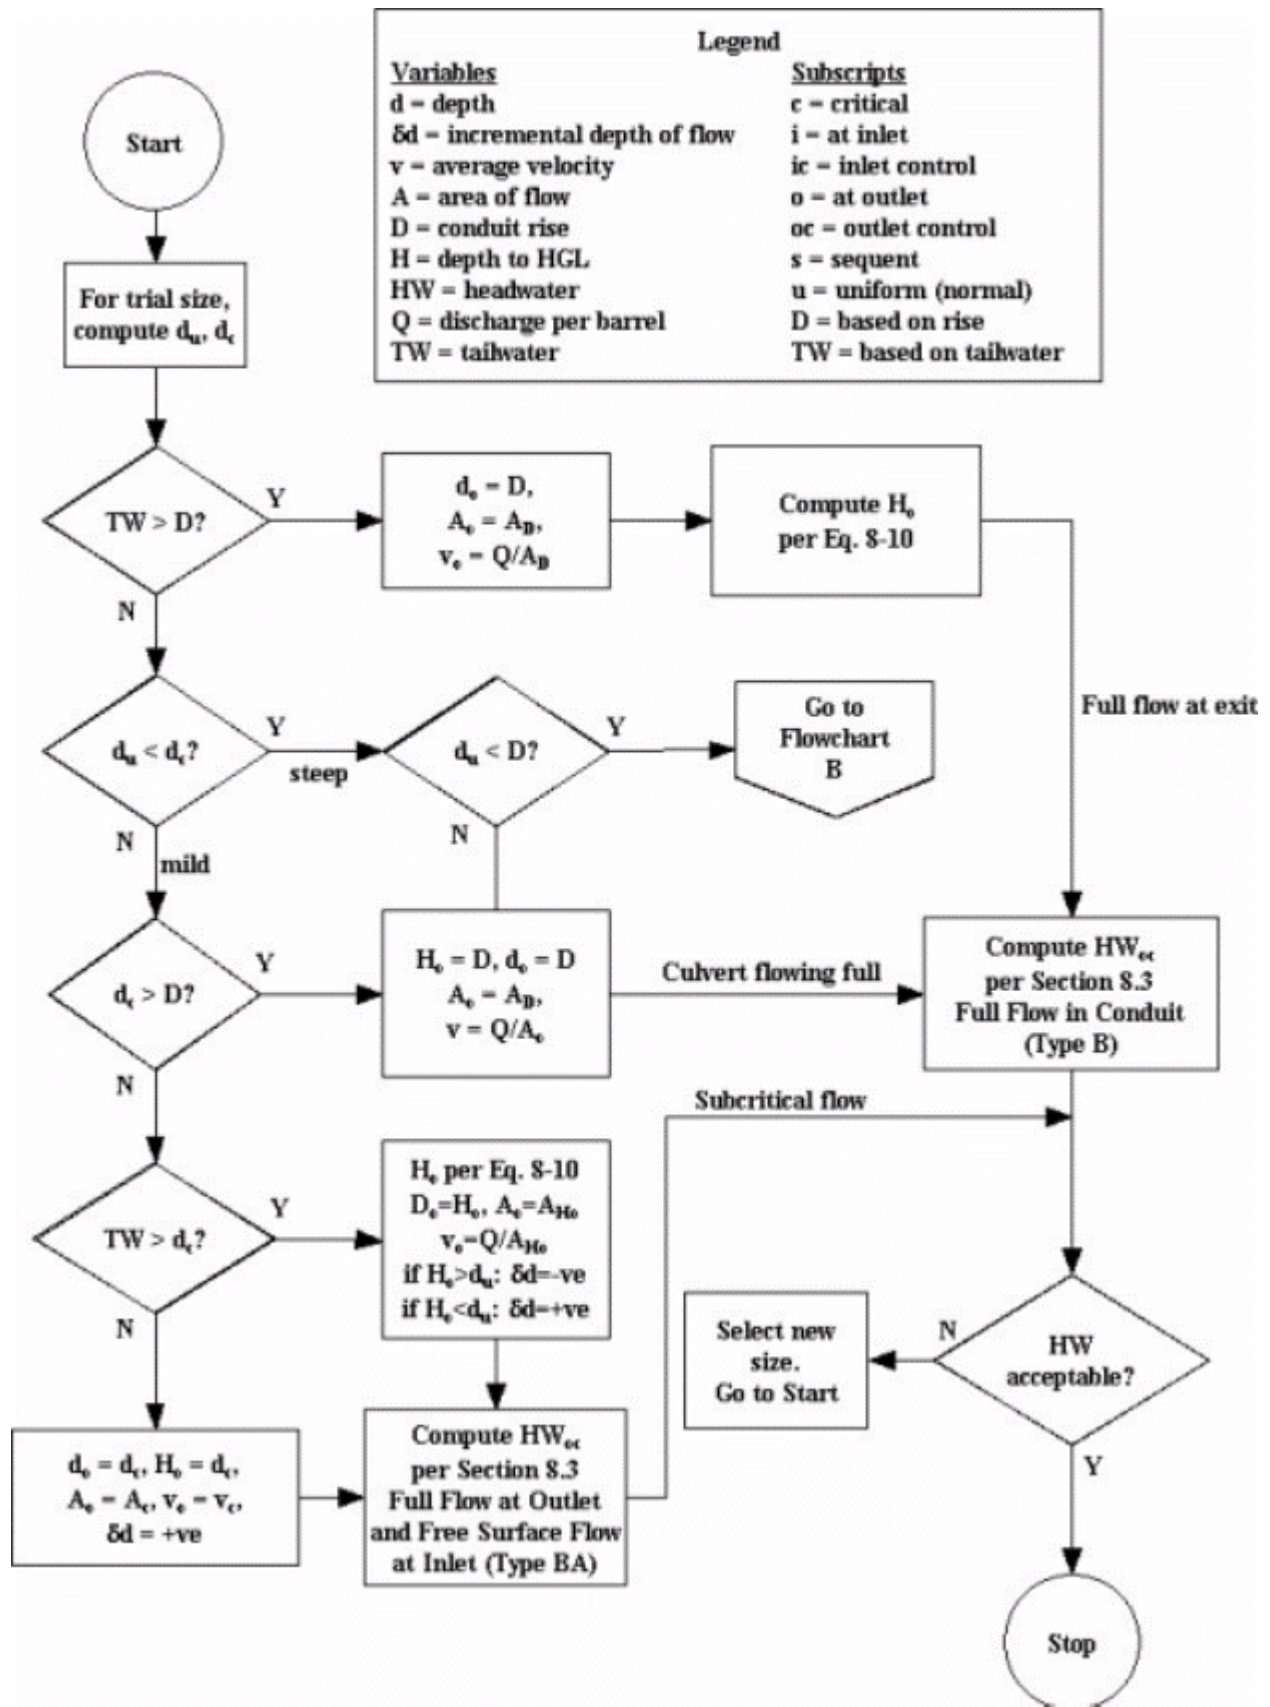 Legend
Variables
d = depth
δd = incremental depth of flow
v = average velocity
A = area of flow
D = conduit rise
H = depth to HGL
HW = headwater
Q = discharge per barrel
TW = tailwater
Subscripts
c = critical
i = at inlet
ic = inlet control
o = at outlet
oc = outlet control
s = sequent
u = uniform (normal)
D = based on rise
TW = based on tailwater
Start
For trial size,
compute du, dc
TW > D?
Y
N
do = D,
Ao = AD,
vo = Q/AD
Compute Ho
per Eq. 8-10
Full flow at exit
du < dc?
Y
steep
N
mild
du < D?
Y
N
Go to
Flowchart
B
dc > D?
Y
N
Ho = D, do = D
Ao = AD,
v = Q/Ao
Culvert flowing full
Compute HWoc
per Section 8.3
Full Flow in Conduit
(Type B)
Subcritical flow
TW > dc?
Y
N
Ho per Eq. 8-10
Do=Ho, Ao=AHo
vo=Q/AHo
if Ho>du: δd=-ve
if Ho<du: δd=+ve
do = dc, Ho = dc,
Ao = Ac, vo = vc,
δd = +ve
Compute HWoc
per Section 8.3
Full Flow at Outlet
and Free Surface Flow
at Inlet (Type BA)
HW
acceptable?
N
Y
Select new
size.
Go to Start
Stop